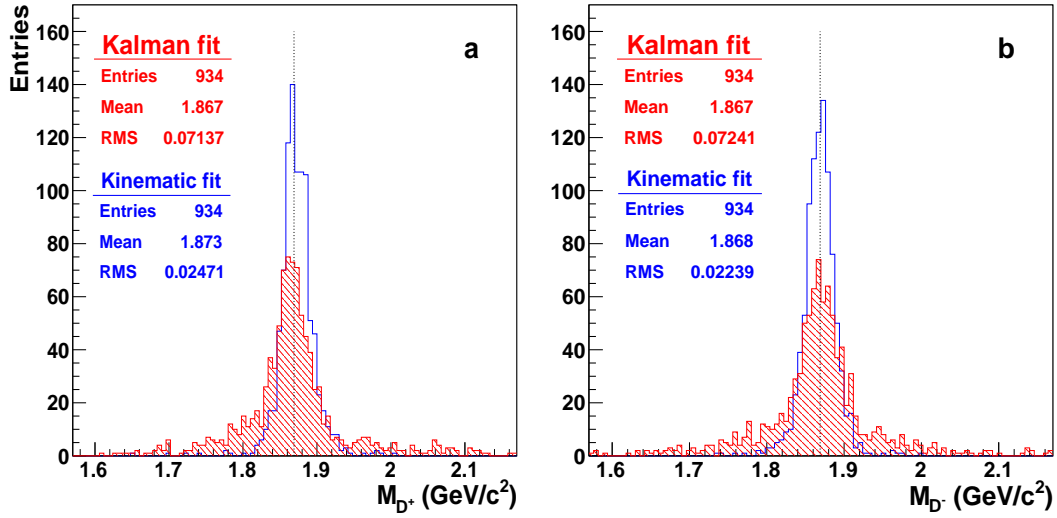 Entries
160
140
120
100
80
60
40
20
0
a
Kalman fit
Entries 934
Mean 1.867
RMS 0.07137
Kinematic fit
Entries 934
Mean 1.873
RMS 0.02471
1.6 1.7 1.8 1.9 2 2.1
M_D+ (GeV/c²)
160
140
120
100
80
60
40
20
0
b
Kalman fit
Entries 934
Mean 1.867
RMS 0.07241
Kinematic fit
Entries 934
Mean 1.868
RMS 0.02239
1.6 1.7 1.8 1.9 2 2.1
M_D- (GeV/c²)